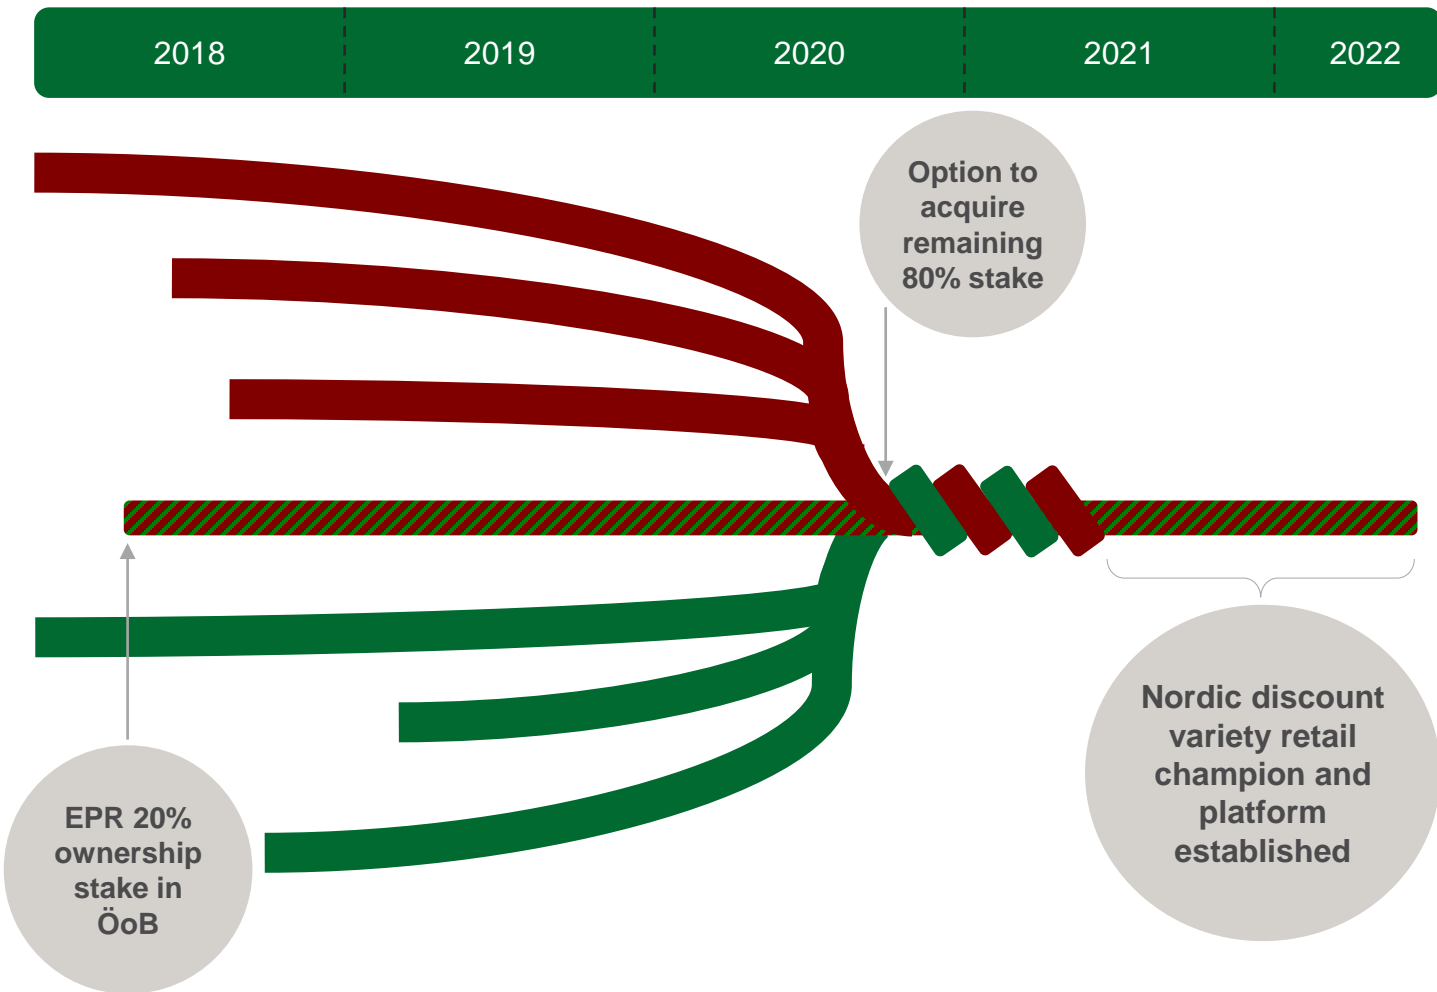 2018
2019
2020
2021
2022
Option to
acquire
remaining
80% stake
EPR 20%
ownership
stake in
ÖoB
Nordic discount
variety retail
champion and
platform
established